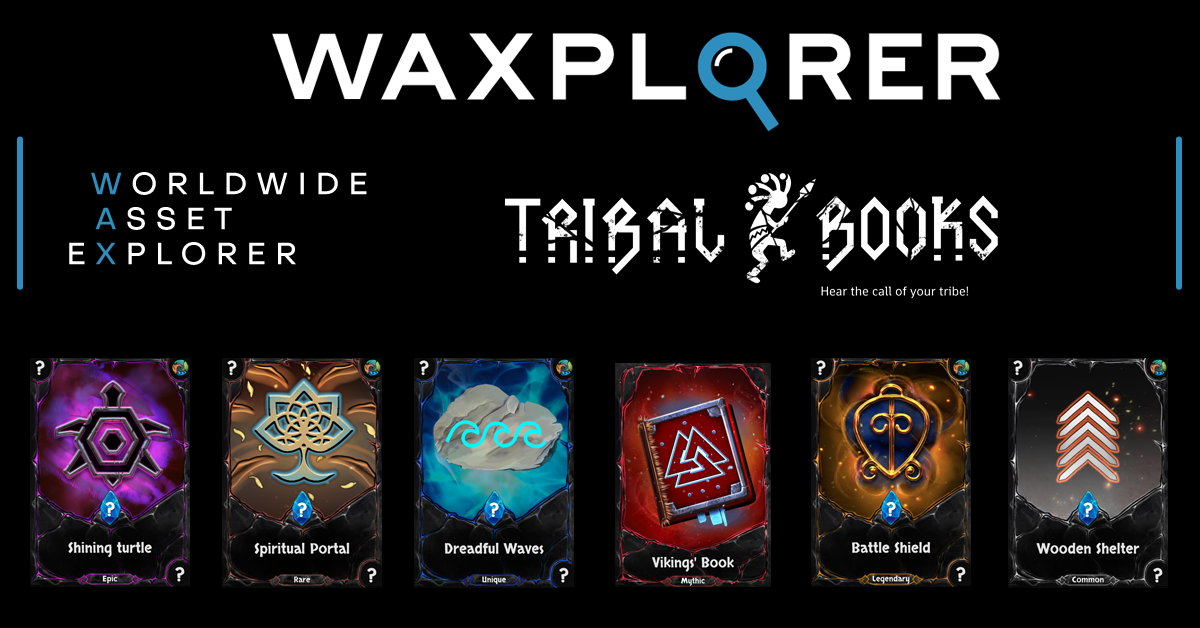 WAXPLORER
WORLDWIDE
ASSET
EXPLORER
TRIBAL BOOKS
Hear the call of your tribe!
?
?
Shining turtle
Epic
?
?
?
Spiritual Portal
Rare
?
?
?
Dreadful Waves
Unique
?
Vikings' Book
Mythic
?
?
Battle Shield
Legendary
?
?
?
Wooden Shelter
Common
?